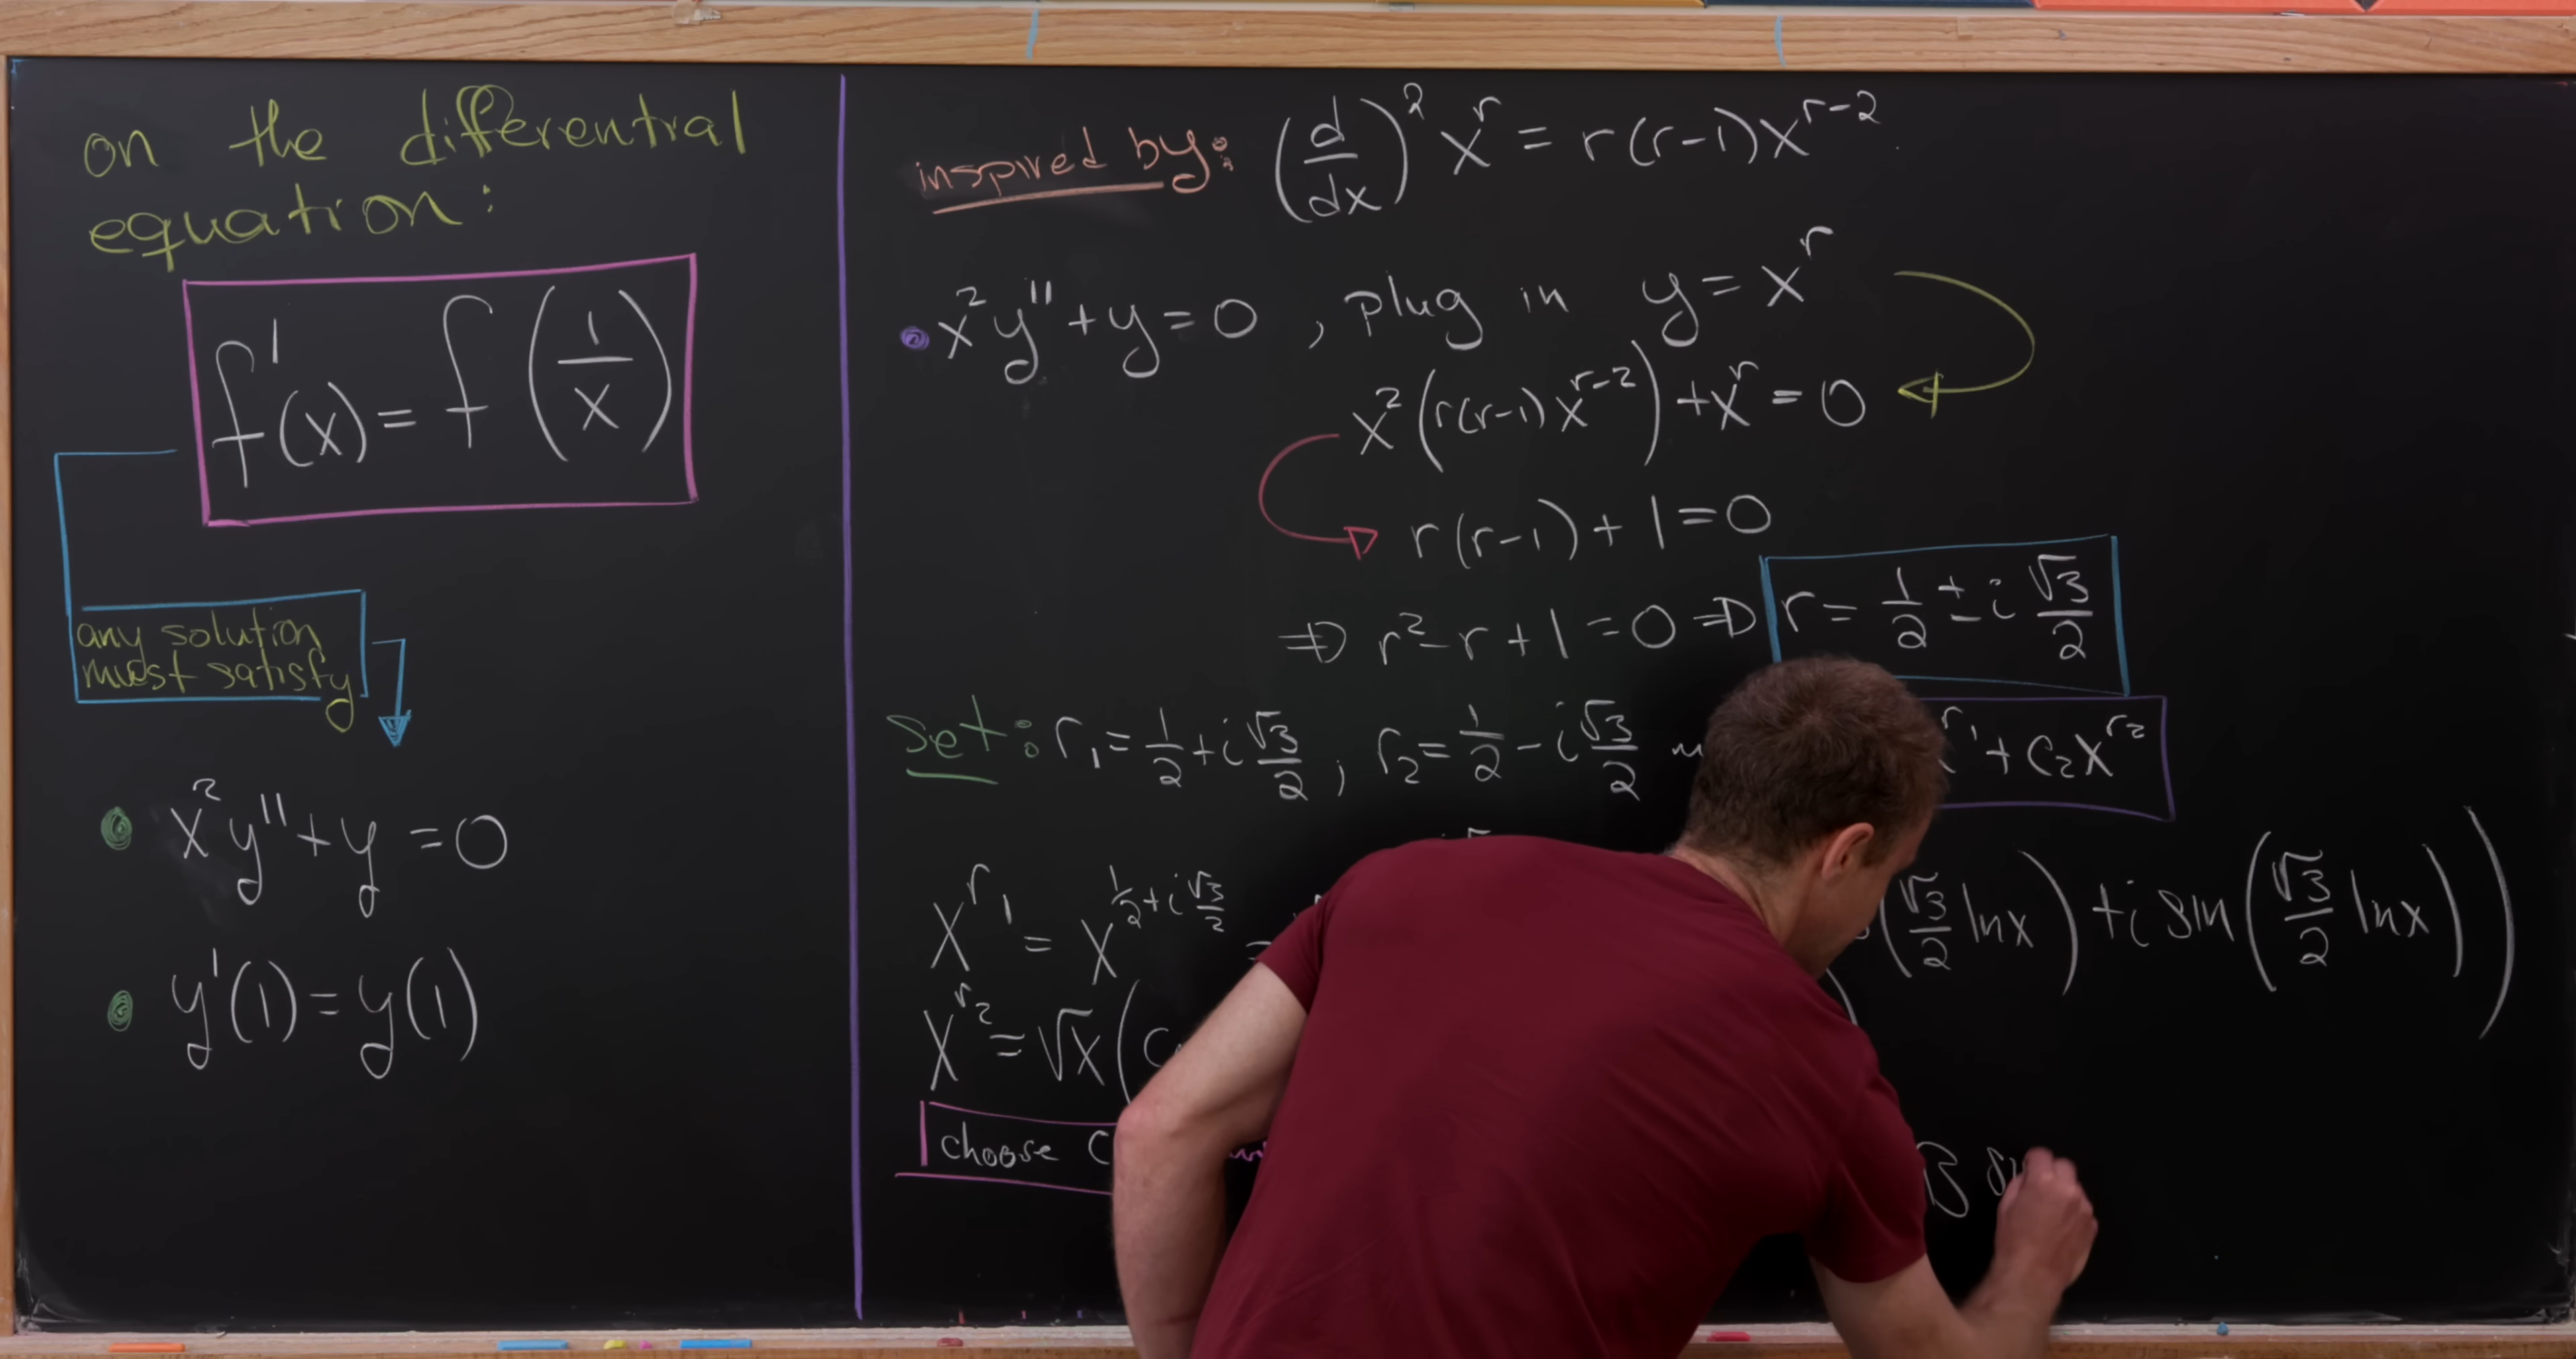 on the differential
equation:
f'(x) = f(1/x)
any solution
must satisfy
x²y'' + y = 0
y'(1) = y(1)
inspired by: (d/dx)² x^r = r(r-1)x^(r-2)
x²y'' + y = 0, plug in y = x^r
x²(r(r-1)x^(r-2)) + x^r = 0
r(r-1) + 1 = 0
⇒ r² - r + 1 = 0 ⇒ r = 1/2 ± i √3/2
Set: r₁ = 1/2 + i √3/2 ; r₂ = 1/2 - i √3/2
+ c₂x^(r₂)
x^(r₁) = x^(1/2 + i √3/2) =
(√3/2 lnx) + i sin(√3/2 lnx))
x^(r₂) = √x (
choose
B